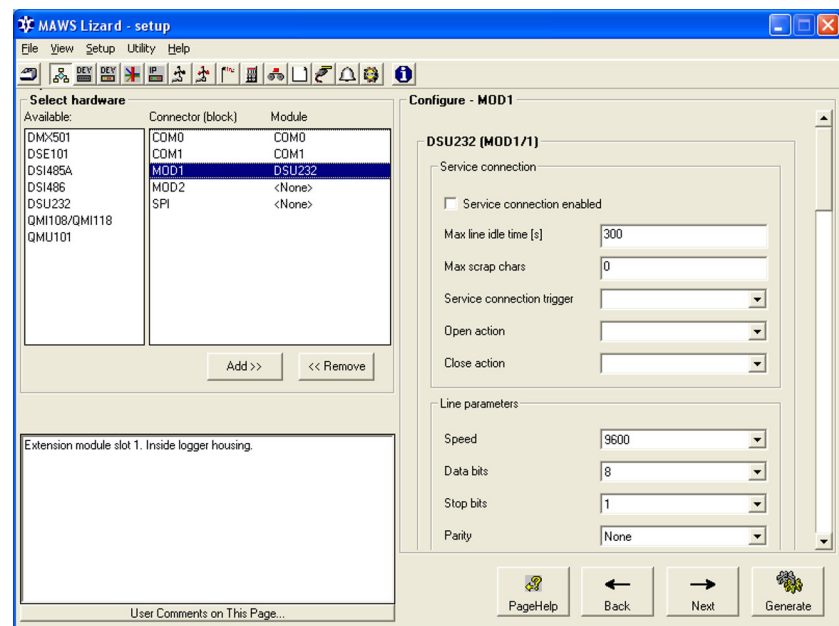 MAWS Lizard - setup
File View Setup Utility Help
DEV DEV IP
Select hardware
Available: Connector (block) Module
DMX501
DSE101
DSI485A
DSI486
DSU232
QMI108/QMI118
QMU101
COM0 COM0
COM1 COM1
MOD1 DSU232
MOD2 <None>
SPI <None>
Add >> << Remove
Extension module slot 1. Inside logger housing.
User Comments on This Page...
Configure - MOD1
DSU232 (MOD1/1)
Service connection
Service connection enabled
Max line idle time [s] 300
Max scrap chars 0
Service connection trigger
Open action
Close action
Line parameters
Speed 9600
Data bits 8
Stop bits 1
Parity None
PageHelp Back Next Generate